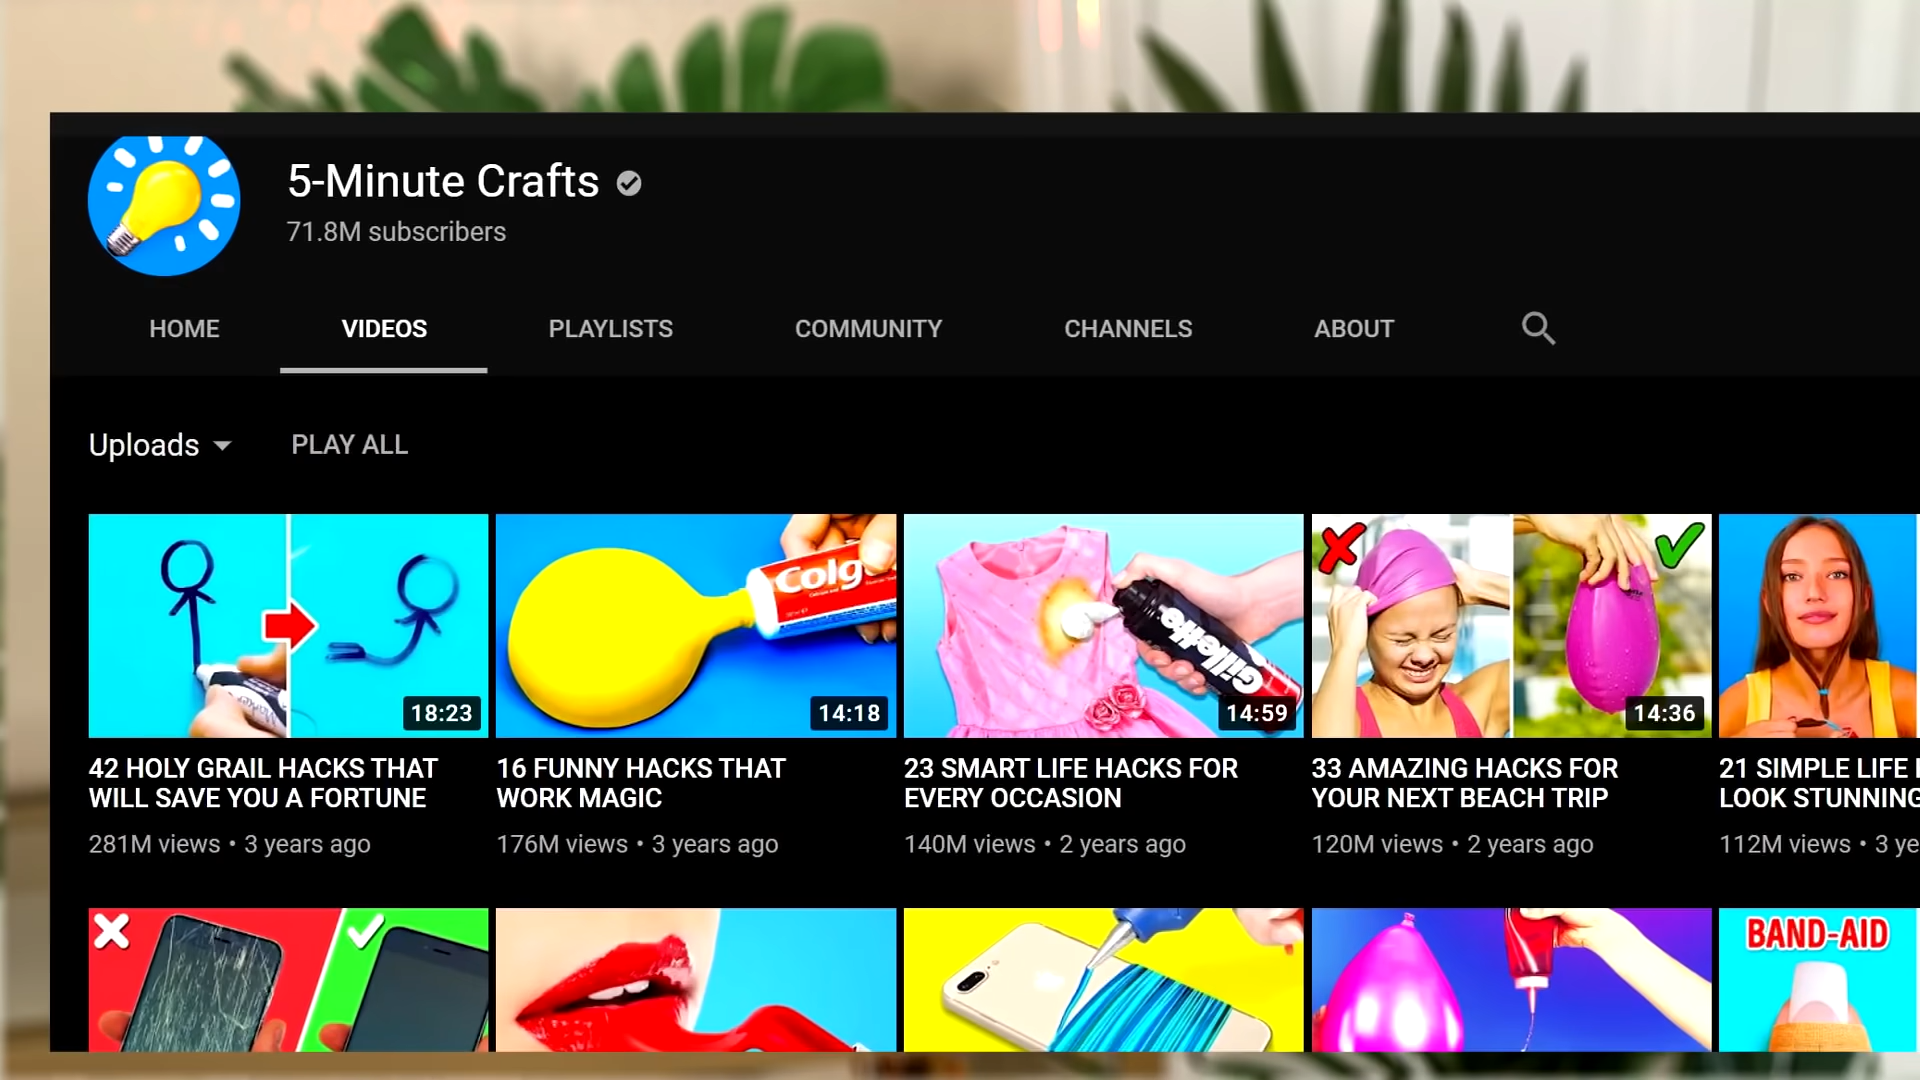 5-Minute Crafts
71.8M subscribers
HOME VIDEOS PLAYLISTS COMMUNITY CHANNELS ABOUT
Uploads PLAY ALL
Colg
Gillette
18:23
14:18
14:59
14:36
42 HOLY GRAIL HACKS THAT
WILL SAVE YOU A FORTUNE
281M views • 3 years ago
16 FUNNY HACKS THAT
WORK MAGIC
176M views • 3 years ago
23 SMART LIFE HACKS FOR
EVERY OCCASION
140M views • 2 years ago
33 AMAZING HACKS FOR
YOUR NEXT BEACH TRIP
120M views • 2 years ago
21 SIMPLE LIFE
LOOK STUNNING
112M views • 3 ye
BAND-AID